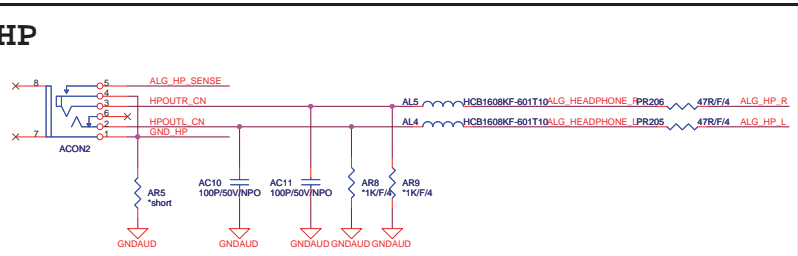 HP
8
5
ALG_HP_SENSE
4
3
HPOUTR_CN
AL5
HCB1608KF-601T10
ALG_HEADPHONE_R
PR206
47R/F/4
ALG_HP_R
6
2
HPOUTL_CN
AL4
HCB1608KF-601T10
ALG_HEADPHONE_L
PR205
47R/F/4
ALG_HP_L
7
1
GND_HP
ACON2
AR5
*short
AC10
100P/50V/NPO
AC11
100P/50V/NPO
AR8
*1K/F/4
AR9
*1K/F/4
GNDAUD
GNDAUD
GNDAUD
GNDAUD
GNDAUD